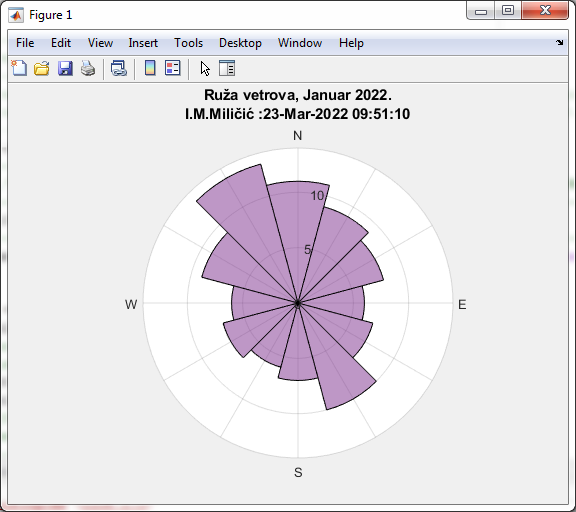 Figure 1
File Edit View Insert Tools Desktop Window Help
Ruža vetrova, Januar 2022.
I.M.Miličić :23-Mar-2022 09:51:10
N
10
5
W
E
S